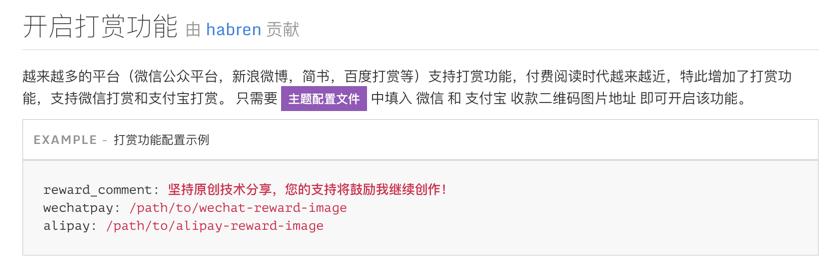 开启打赏功能 由 habren 贡献
越来越多的平台（微信公众平台，新浪微博，简书，百度打赏等）支持打赏功能，付费阅读时代越来越近，特此增加了打赏功
能，支持微信打赏和支付宝打赏。 只需要 主题配置文件 中填入 微信 和 支付宝 收款二维码图片地址 即可开启该功能。
EXAMPLE - 打赏功能配置示例
reward_comment: 坚持原创技术分享，您的支持将鼓励我继续创作！
wechatpay: /path/to/wechat-reward-image
alipay: /path/to/alipay-reward-image